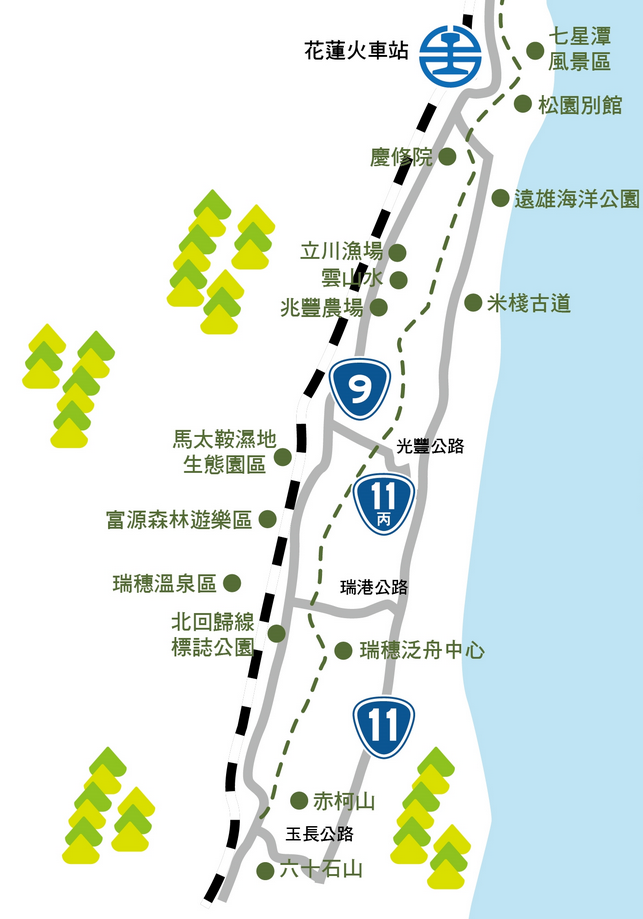 七星潭
風景區
花蓮火車站
松園別館
慶修院
遠雄海洋公園
立川漁場
雲山水
兆豐農場
米棧古道
9
馬太鞍濕地
生態園區
光豐公路
11
丙
富源森林遊樂區
瑞穗溫泉區
瑞港公路
北回歸線
標誌公園
瑞穗泛舟中心
11
赤柯山
玉長公路
六十石山